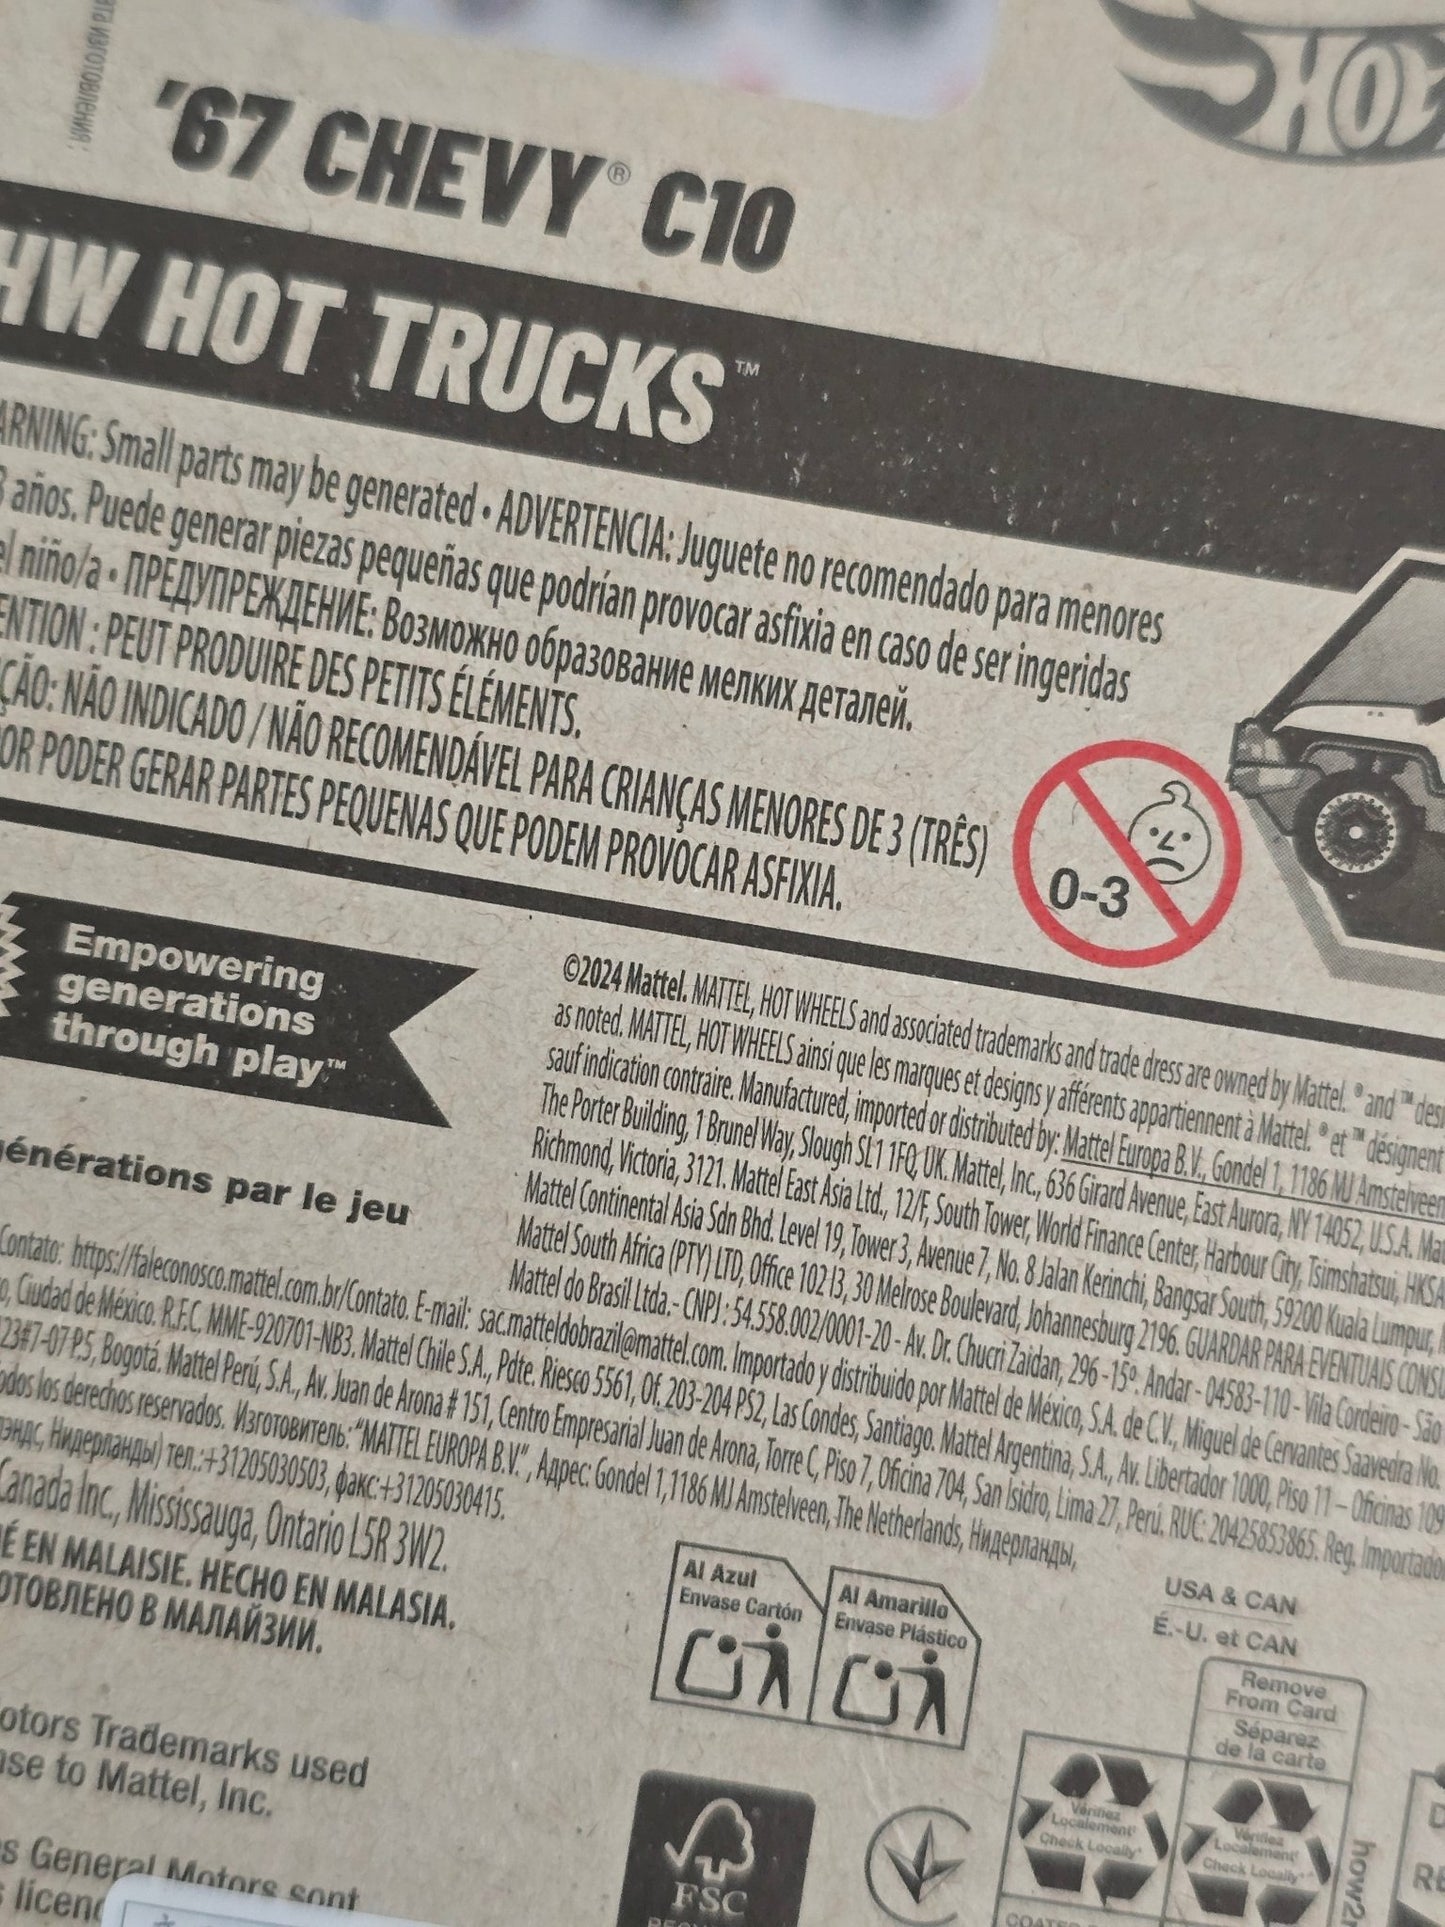 '67 CHEVY® C10
HW HOT TRUCKS™
ARNING: Small parts may be generated • ADVERTENCIA: Juguete no recomendado para menores
3 años. Puede generar piezas pequeñas que podrían provocar asfixia en caso de ser ingeridas
el niño/a • ПРЕДУПРЕЖДЕНИЕ: Возможно образование мелких деталей.
ENTION : PEUT PRODUIRE DES PETITS ÉLÉMENTS.
ÇÃO: NÃO INDICADO / NÃO RECOMENDÁVEL PARA CRIANÇAS MENORES DE 3 (TRÊS)
OR PODER GERAR PARTES PEQUENAS QUE PODEM PROVOCAR ASFIXIA.
0-3
Empowering
generations
through play™
générations par le jeu
©2024 Mattel. MATTEL, HOT WHEELS and associated trademarks and trade dress are owned by Mattel. ® and ™ desi
as noted. MATTEL, HOT WHEELS ainsi que les marques et designs y afférents appartiennent à Mattel. ® et ™ désignent
sauf indication contraire. Manufactured, imported or distributed by: Mattel Europa B.V., Gondel 1, 1186 MJ Amstelveen
The Porter Building, 1 Brunel Way, Slough SL1 1FQ, UK. Mattel, Inc., 636 Girard Avenue, East Aurora, NY 14052, U.S.A. Mat
Richmond, Victoria, 3121. Mattel East Asia Ltd., 12/F, South Tower, World Finance Center, Harbour City, Tsimshatsui, HKSA
Mattel Continental Asia Sdn Bhd. Level 19, Tower 3, Avenue 7, No. 8 Jalan Kerinchi, Bangsar South, 59200 Kuala Lumpur,
Mattel South Africa (PTY) LTD, Office 102 I3, 30 Melrose Boulevard, Johannesburg 2196. GUARDAR PARA EVENTUAIS CONSU
Mattel do Brasil Ltda.- CNPJ : 54.558.002/0001-20 - Av. Dr. Chucri Zaidan, 296 -15º. Andar - 04583-110 - Vila Cordeiro - São
Contato: https://faleconosco.mattel.com.br/Contato. E-mail: sac.matteldobrazil@mattel.com. Importado y distribuido por Mattel de México, S.A. de C.V., Miguel de Cervantes Saavedra No.
o, Ciudad de México. R.F.C. MME-920701-NB3. Mattel Chile S.A., Pdte. Riesco 5561, Of. 203-204 PS2, Las Condes, Santiago. Mattel Argentina, S.A., Av. Libertador 1000, Piso 11 – Oficinas 109
123#7-07 P.5, Bogotá. Mattel Perú, S.A., Av. Juan de Arona # 151, Centro Empresarial Juan de Arona, Torre C, Piso 7, Oficina 704, San Isidro, Lima 27, Perú. RUC: 20425853865. Reg. Importador
odos los derechos reservados. Изготовитель: "MATTEL EUROPA B.V.", Адрес: Gondel 1,1186 MJ Amstelveen, The Netherlands, Нидерланды,
Нидерланды) тел.:+31205030503, факс:+31205030415.
Canada Inc., Mississauga, Ontario L5R 3W2.
É EN MALAISIE. HECHO EN MALASIA.
ОТОВЛЕНО В МАЛАЙЗИИ.
Al Azul
Envase Cartón
Al Amarillo
Envase Plástico
USA & CAN
É.-U. et CAN
Remove
From Card
Séparez
de la carte
Vérifiez
Localement
Check Locally
Vérifiez
Localement
Check Locally
how2
otors Trademarks used
nse to Mattel, Inc.
s General Motors sont
FSC